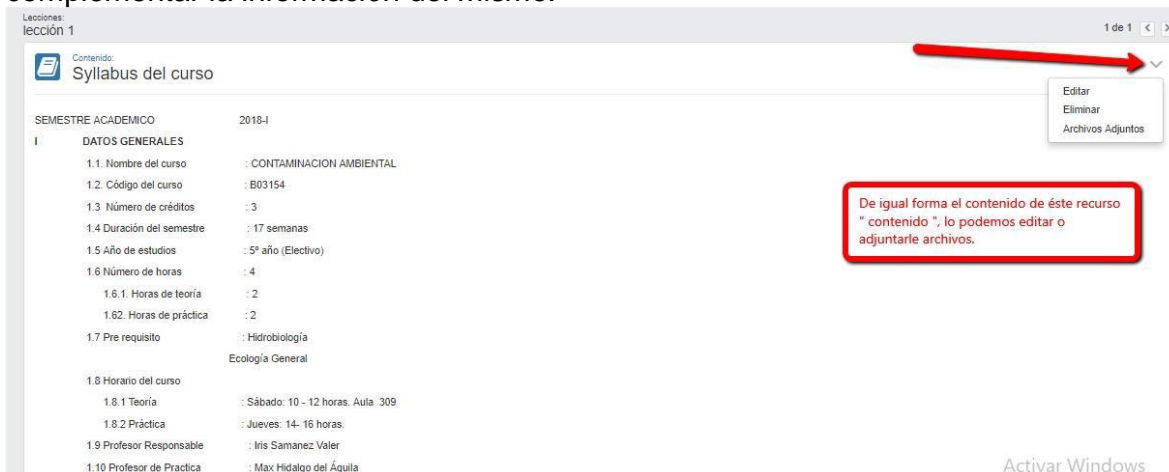 complementar la información del mismo.
Lecciones:
lección 1
1 de 1 < >
Contenido:
Syllabus del curso
Editar
Eliminar
Archivos Adjuntos
SEMESTRE ACADEMICO 2018-I
I DATOS GENERALES
1.1. Nombre del curso : CONTAMINACION AMBIENTAL
1.2. Código del curso : B03154
1.3 Número de créditos : 3
1.4 Duración del semestre : 17 semanas
1.5 Año de estudios : 5º año (Electivo)
1.6 Número de horas : 4
1.6.1. Horas de teoría : 2
1.62. Horas de práctica : 2
1.7 Pre requisito : Hidrobiología
Ecología General
1.8 Horario del curso
1.8.1 Teoría : Sábado: 10 - 12 horas. Aula 309
1.8.2 Práctica : Jueves: 14- 16 horas.
1.9 Profesor Responsable : Iris Samanez Valer
1.10 Profesor de Practica : Max Hidalgo del Águila
De igual forma el contenido de éste recurso
" contenido ", lo podemos editar o
adjuntarle archivos.
Activar Windows